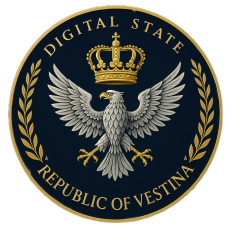 DIGITAL STATE
REPUBLIC OF VESTINA